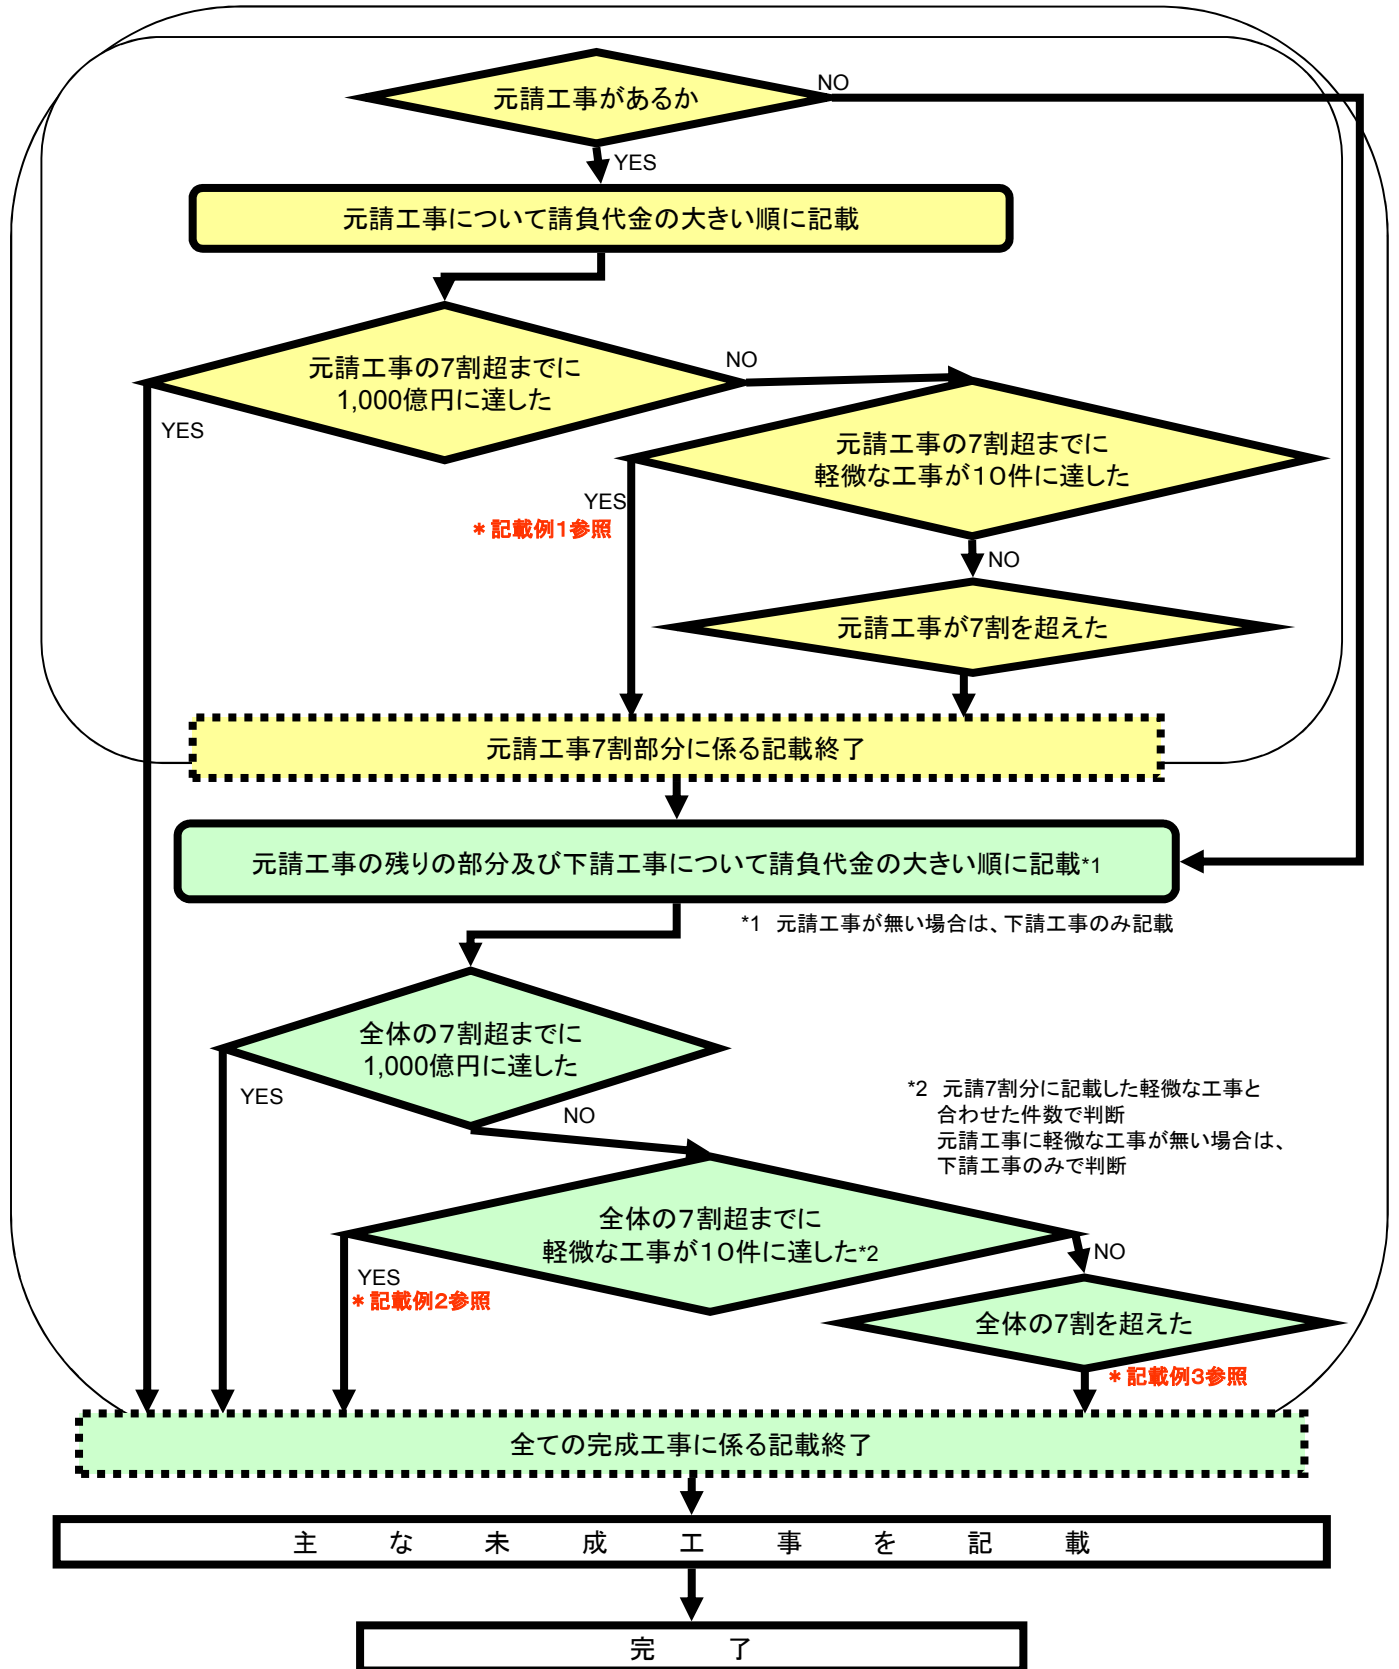 元請工事があるか
NO
YES
元請工事について請負代金の大きい順に記載
元請工事の7割超までに
1,000億円に達した
NO
YES
元請工事の7割超までに
軽微な工事が10件に達した
YES
*記載例1参照
NO
元請工事が7割を超えた
元請工事7割部分に係る記載終了
元請工事の残りの部分及び下請工事について請負代金の大きい順に記載*1
*1 元請工事が無い場合は、下請工事のみ記載
全体の7割超までに
1,000億円に達した
YES
NO
*2 元請7割分に記載した軽微な工事と
合わせた件数で判断
元請工事に軽微な工事が無い場合は、
下請工事のみで判断
全体の7割超までに
軽微な工事が10件に達した*2
YES
*記載例2参照
NO
全体の7割を超えた
*記載例3参照
全ての完成工事に係る記載終了
主な未成工事を記載
完了